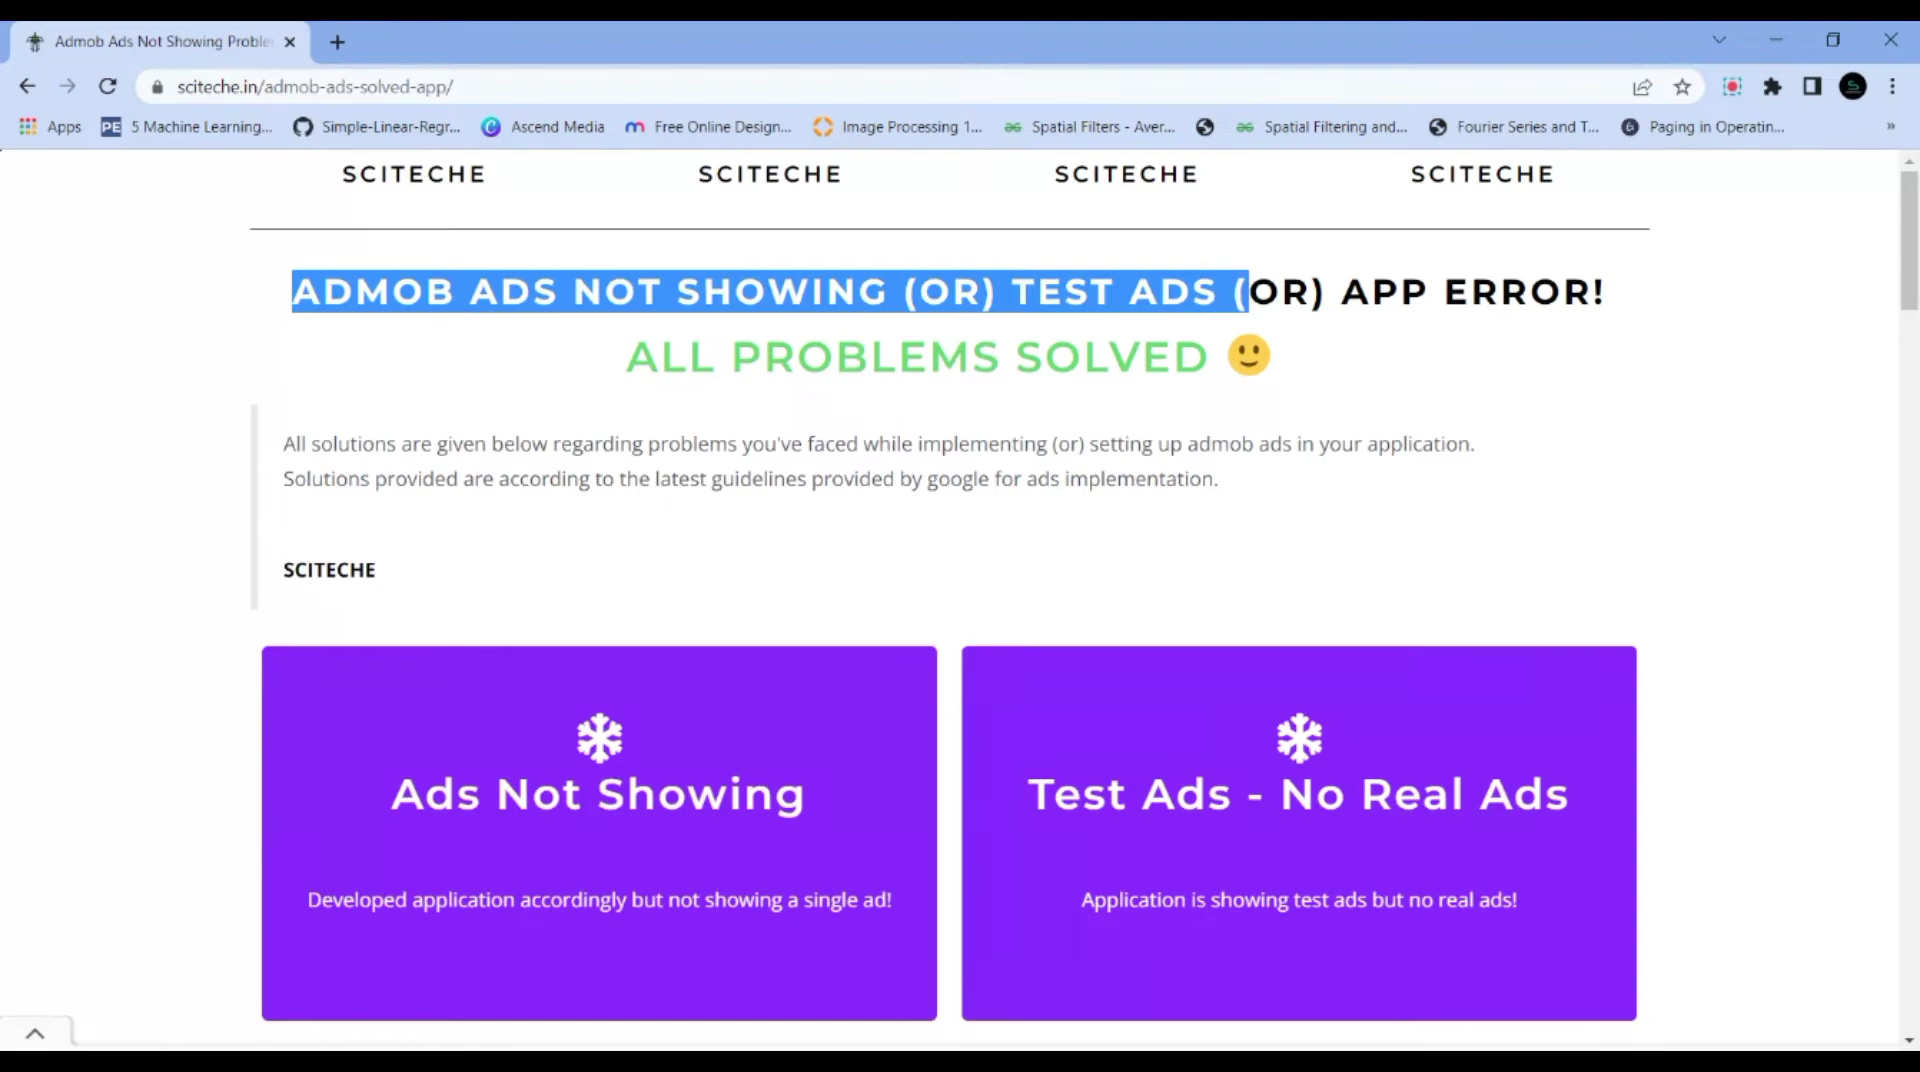 Admob Ads Not Showing Proble
sciteche.in/admob-ads-solved-app/
Apps PE 5 Machine Learning... Simple-Linear-Regr... Ascend Media Free Online Design... Image Processing 1... Spatial Filters - Aver... Spatial Filtering and... Fourier Series and T... Paging in Operatin... »
SCITECHE SCITECHE SCITECHE SCITECHE
ADMOB ADS NOT SHOWING (OR) TEST ADS (OR) APP ERROR!
ALL PROBLEMS SOLVED 🙂
All solutions are given below regarding problems you've faced while implementing (or) setting up admob ads in your application.
Solutions provided are according to the latest guidelines provided by google for ads implementation.
SCITECHE
Ads Not Showing
Developed application accordingly but not showing a single ad!
Test Ads - No Real Ads
Application is showing test ads but no real ads!